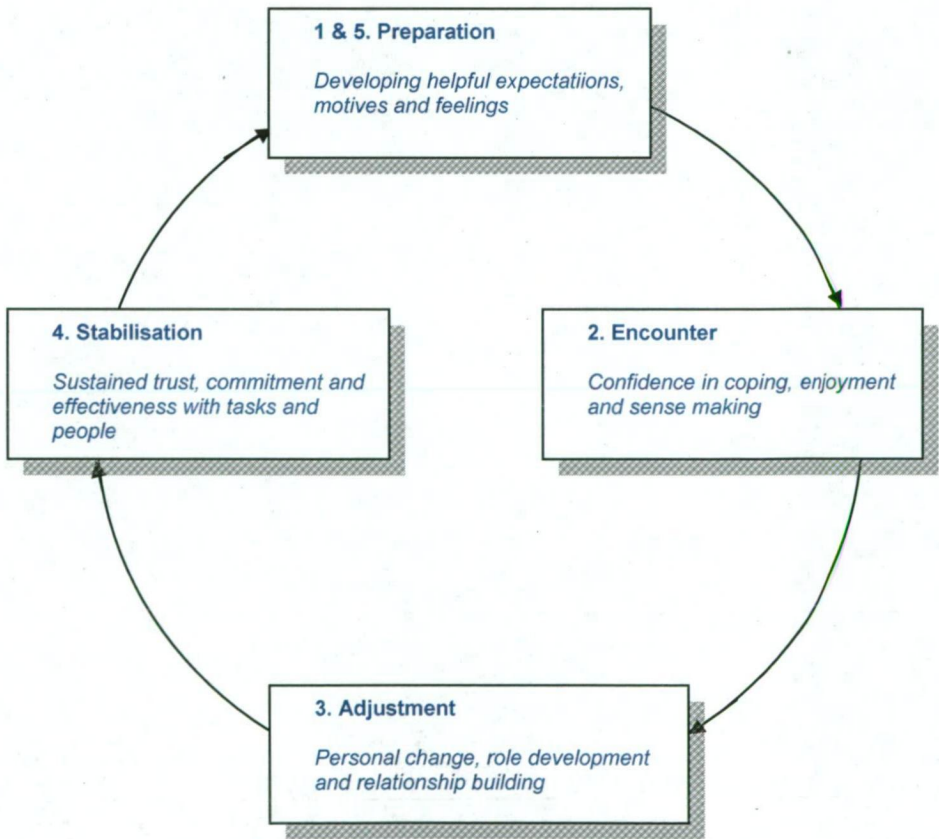 1 & 5. Preparation
Developing helpful expectatiions,
motives and feelings
2. Encounter
Confidence in coping, enjoyment
and sense making
3. Adjustment
Personal change, role development
and relationship building
4. Stabilisation
Sustained trust, commitment and
effectiveness with tasks and
people